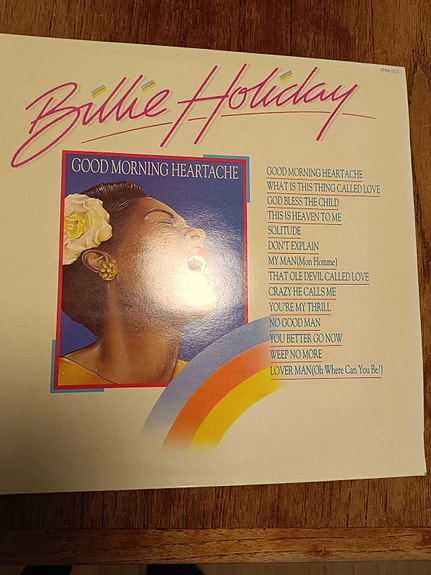 Billie Holiday
GOOD MORNING HEARTACHE
GOOD MORNING HEARTACHE
WHAT IS THIS THING CALLED LOVE
GOD BLESS THE CHILD
THIS IS HEAVEN TO ME
SOLITUDE
DON'T EXPLAIN
MY MAN(Mon Homme)
THAT OLE DEVIL CALLED LOVE
CRAZY HE CALLS ME
YOU'RE MY THRILL
NO GOOD MAN
YOU BETTER GO NOW
WEEP NO MORE
LOVER MAN(Oh Where Can You Be?)